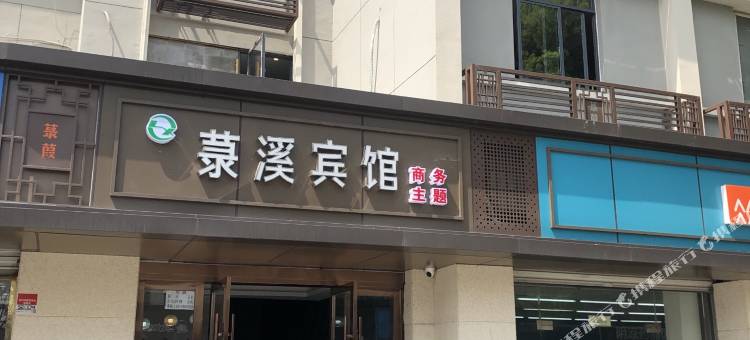 菉溪宾馆
商务
主题
菉葭
携程旅行